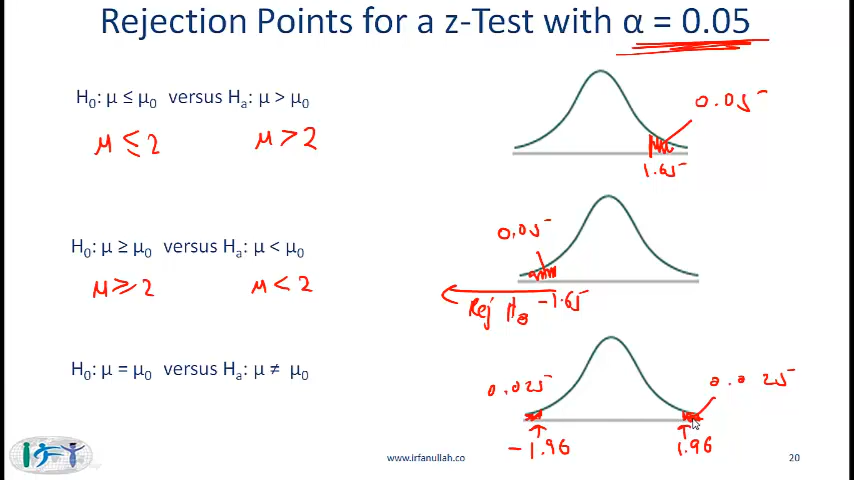 Rejection Points for a z-Test with α = 0.05
H₀: μ ≤ μ₀ versus Hₐ: μ > μ₀
μ ≤ 2 μ > 2
0.05
1.65
H₀: μ ≥ μ₀ versus Hₐ: μ < μ₀
μ ≥ 2 μ < 2
0.05
-1.65
Rej H₀
H₀: μ = μ₀ versus Hₐ: μ ≠ μ₀
0.025
0.025
-1.96
1.96
IFT
www.irfanullah.co
20